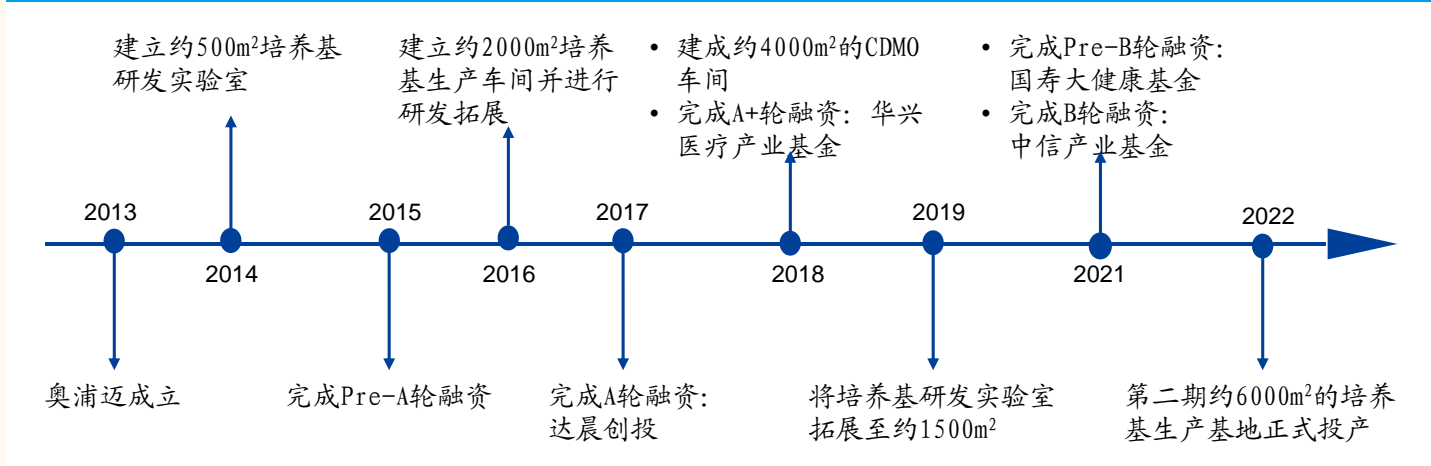 建立约500m²培养基
研发实验室
建立约2000m²培养
基生产车间并进行
研发拓展
• 建成约4000m²的CDMO
车间
• 完成A+轮融资：华兴
医疗产业基金
• 完成Pre-B轮融资：
国寿大健康基金
• 完成B轮融资：
中信产业基金
2013
2015
2017
2019
2022
2014
2016
2018
2021
奥浦迈成立
完成Pre-A轮融资
完成A轮融资：
达晨创投
将培养基研发实验室
拓展至约1500m²
第二期约6000m²的培养
基生产基地正式投产